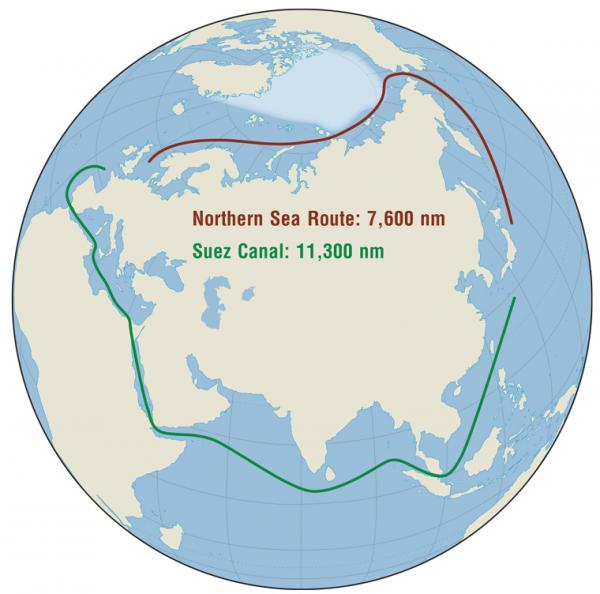 Northern Sea Route: 7,600 nm
Suez Canal: 11,300 nm